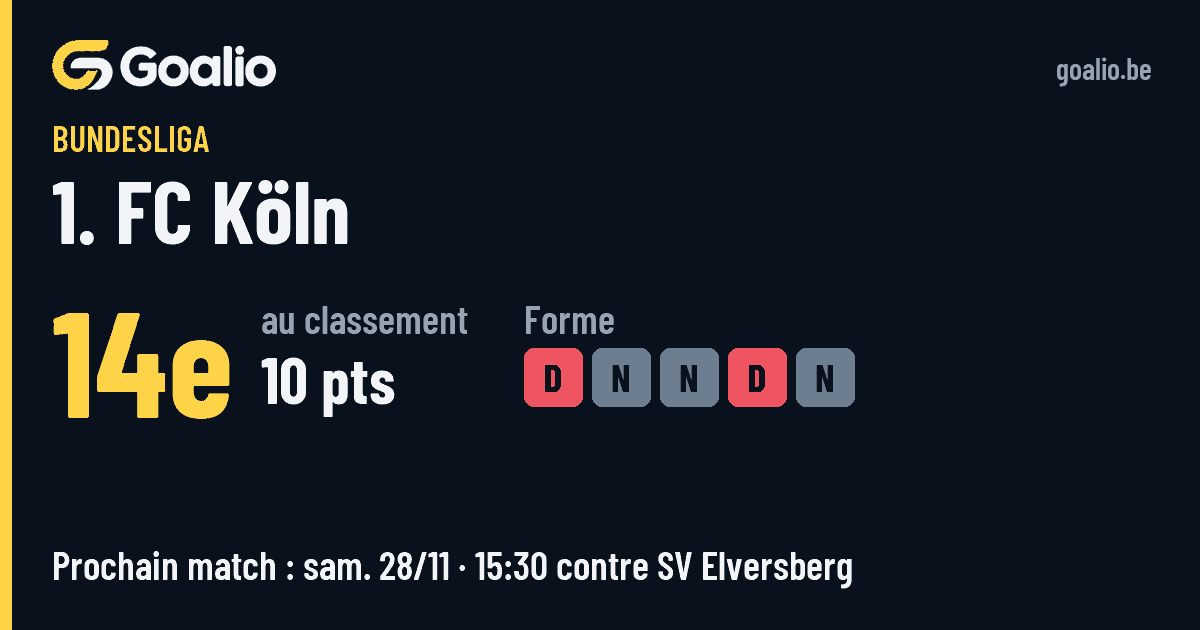 Goalio
goalio.be
BUNDESLIGA
1. FC Köln
14e
au classement
10 pts
Forme
D N N D N
Prochain match : sam. 28/11 · 15:30 contre SV Elversberg